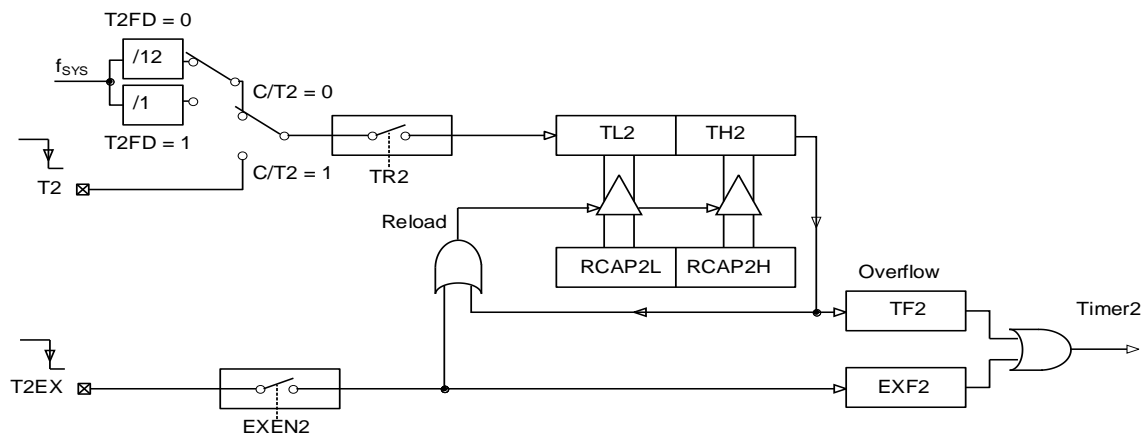 T2FD = 0
/12
fSYS
C/T2 = 0
/1
T2FD = 1
TL2
TH2
T2
C/T2 = 1
TR2
Reload
RCAP2L
RCAP2H
Overflow
TF2
Timer2
T2EX
EXF2
EXEN2